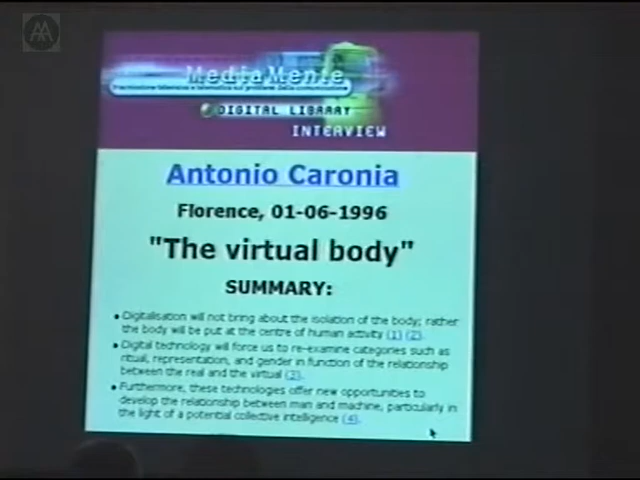 AA
MediaMente
DIGITAL LIBRARY
INTERVIEW
Antonio Caronia
Florence, 01-06-1996
"The virtual body"
SUMMARY:
Digitalisation will not bring about the isolation of the body; rather
the body will be put at the centre of human activity (1) (2).
Digital technology will force us to re-examine categories such as
ritual, representation, and gender in function of the relationship
between the real and the virtual (3).
Furthermore, these technologies offer new opportunities to
develop the relationship between man and machine, particularly in
the light of a potential collective intelligence (4).